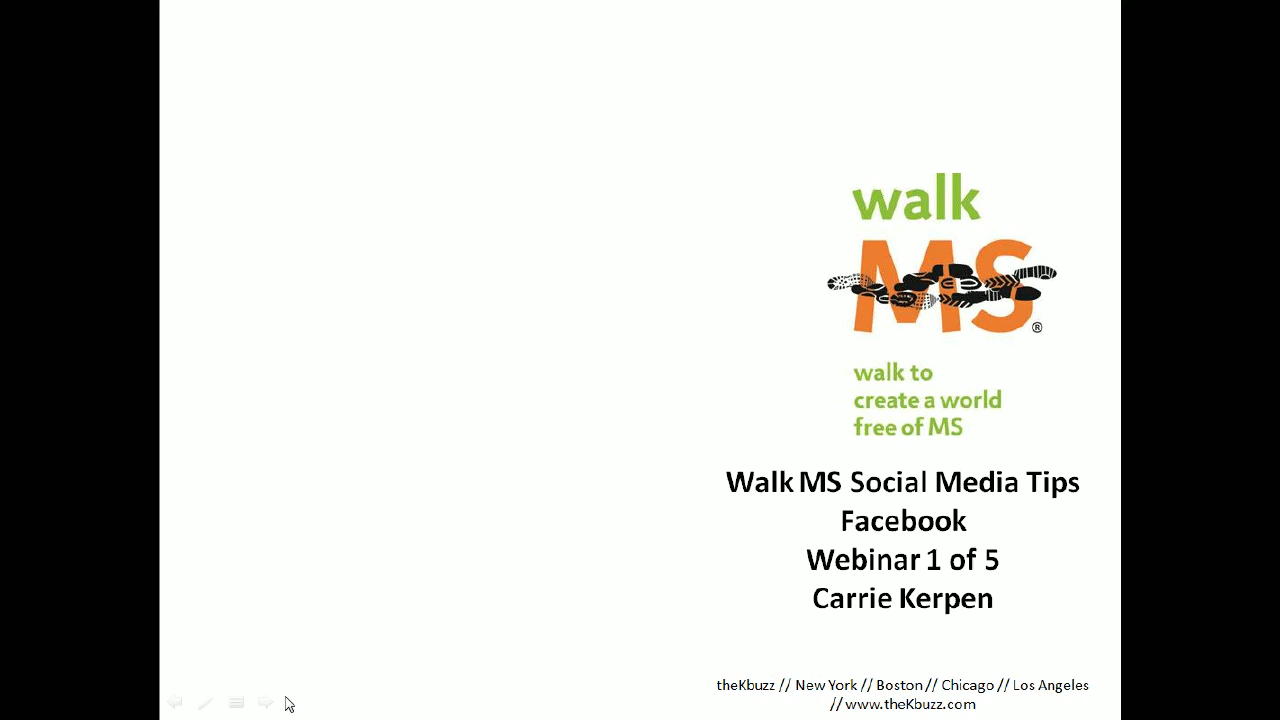 walk
MS®
walk to
create a world
free of MS
Walk MS Social Media Tips
Facebook
Webinar 1 of 5
Carrie Kerpen
theKbuzz // New York // Boston // Chicago // Los Angeles
// www.theKbuzz.com